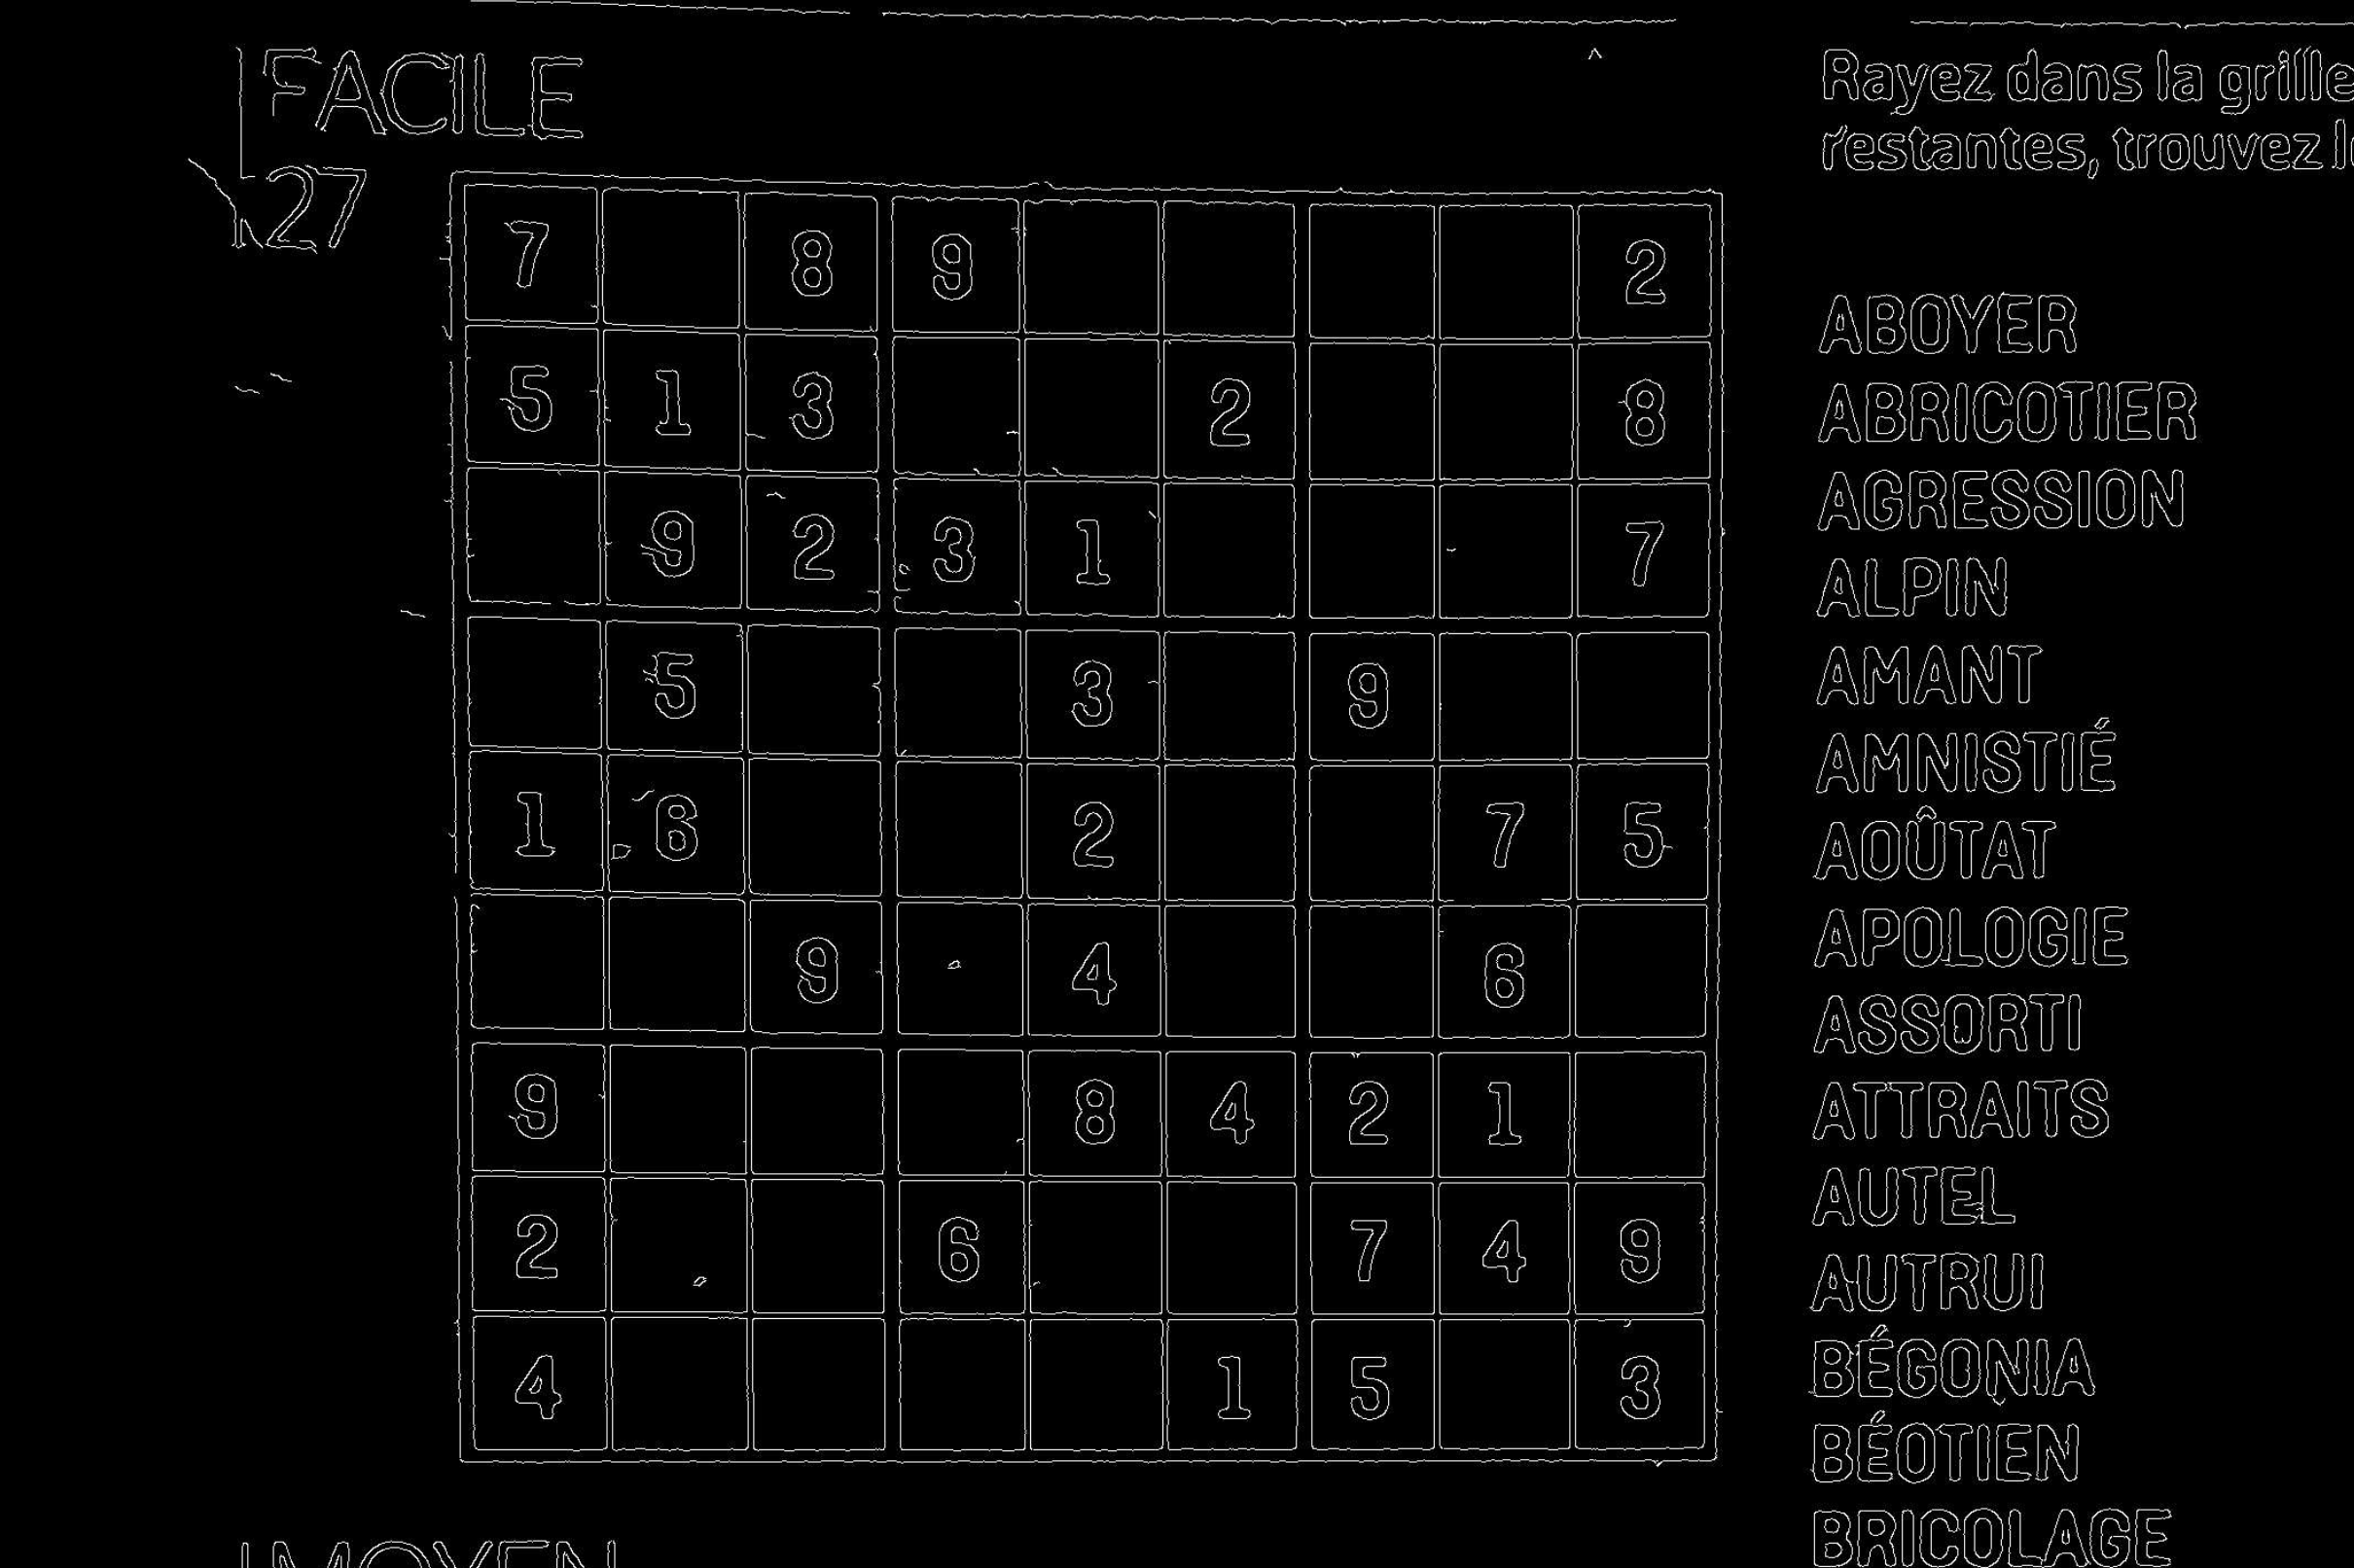 FACILE
27
7 8 9 2
5 1 3 2 8
9 2 3 1 7
5 3 9
1 6 2 7 5
9 4 6
9 8 4 2 1
2 6 7 4 9
4 1 5 3
MOYEN
Rayez dans la grille
restantes, trouvez
ABOYER
ABRICOTIER
AGRESSION
ALPIN
AMANT
AMNISTIÉ
AOÛTAT
APOLOGIE
ASSORTI
ATTRAITS
AUTEL
AUTRUI
BÉGONIA
BÉOTIEN
BRICOLAGE